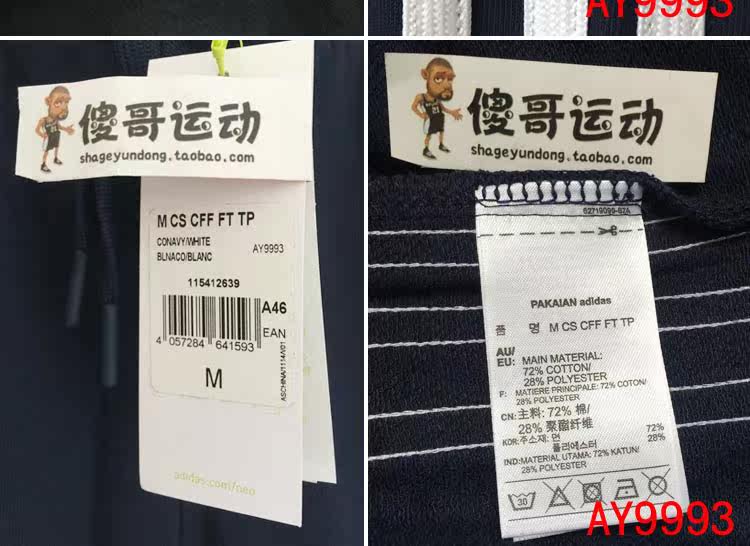 AY9993
傻哥运动
shageyundong.taobao.com
M CS CFF FT TP
CONAVY/WHITE
BLNACO/BLANC
AY9993
115412639
A46
EAN
4 057284 641593
M
ASCHINA/1114/V01
adidas.com/neo
傻哥运动
shageyundong.taobao.com
PAKAIAN adidas
품 명 M CS CFF FT TP
AU/
EU: MAIN MATERIAL:
72% COTTON/
28% POLYESTER
F: MATIERE PRINCIPALE: 72% COTON/
28% POLYESTER
CN: 主料: 72% 棉/
28% 聚酯纤维
KOR: 주소재: 면 72%
폴리에스터 28%
IND: MATERIAL UTAMA: 72% KATUN/
28% POLYESTER
30
AY9993